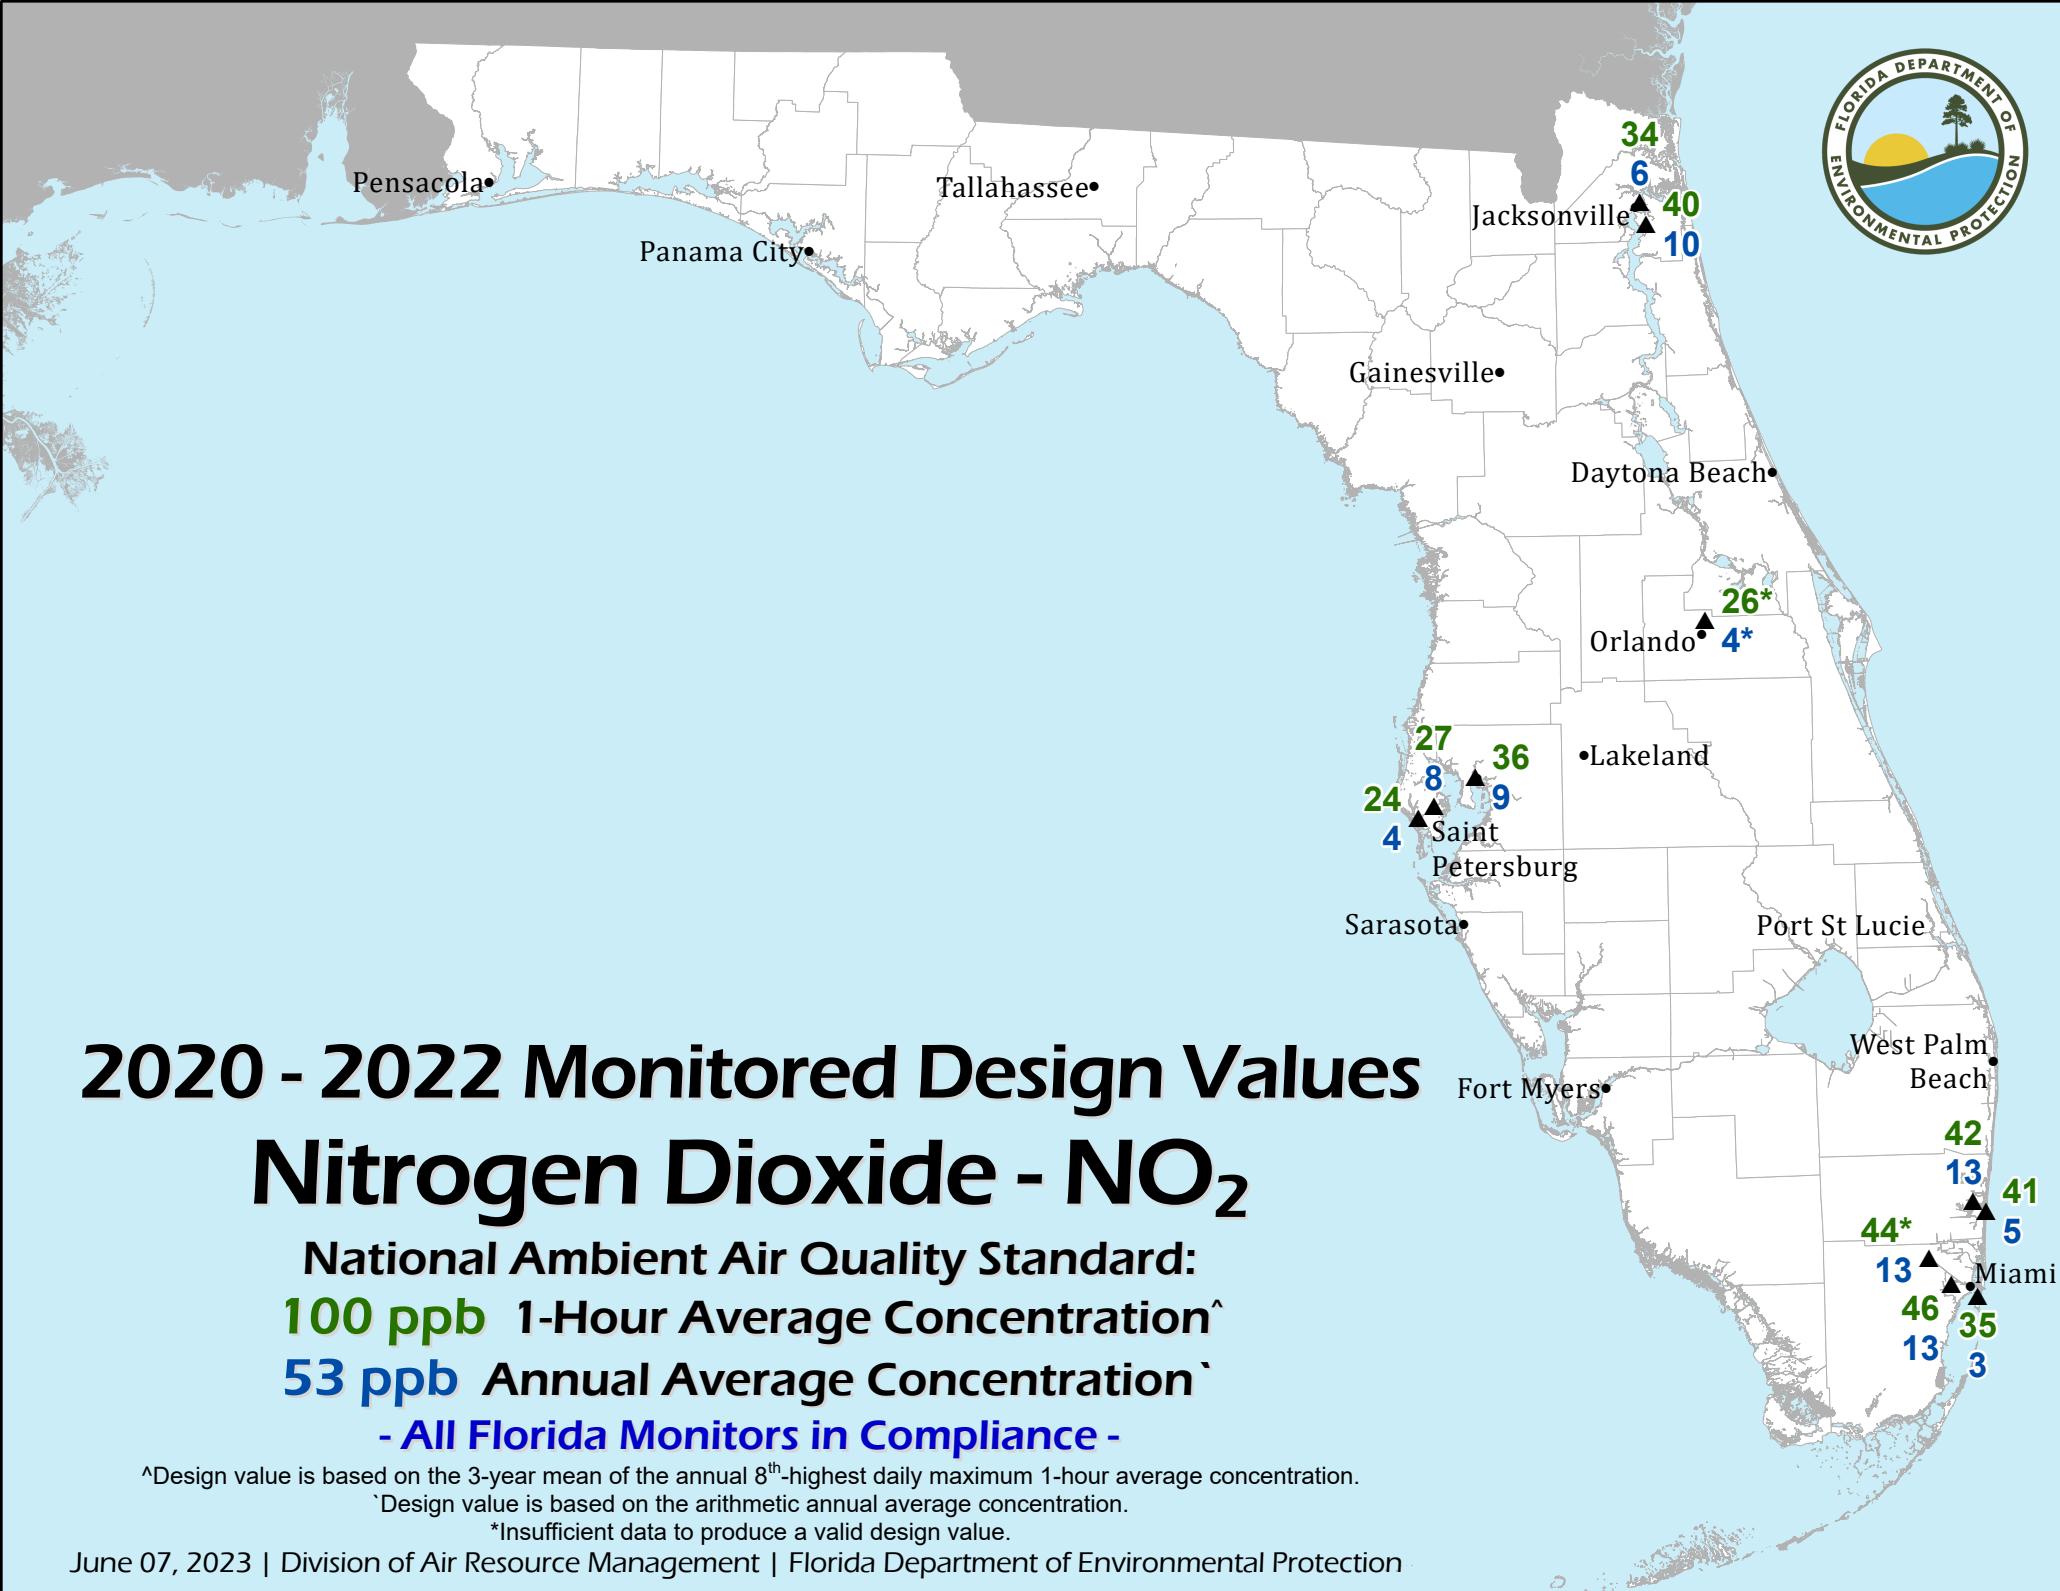 FLORIDA DEPARTMENT OF
ENVIRONMENTAL PROTECTION
34
6
Pensacola
Tallahassee
Jacksonville
40
10
Panama City
Gainesville
Daytona Beach
26*
Orlando
4*
27
8
36
9
Lakeland
24
4
Saint
Petersburg
Sarasota
Port St Lucie
West Palm
Beach
Fort Myers
42
13
41
5
44*
13
Miami
46
13
35
3
2020 - 2022 Monitored Design Values
Nitrogen Dioxide - NO₂
National Ambient Air Quality Standard:
100 ppb 1-Hour Average Concentration^
53 ppb Annual Average Concentration`
- All Florida Monitors in Compliance -
^Design value is based on the 3-year mean of the annual 8th-highest daily maximum 1-hour average concentration.
`Design value is based on the arithmetic annual average concentration.
*Insufficient data to produce a valid design value.
June 07, 2023 | Division of Air Resource Management | Florida Department of Environmental Protection